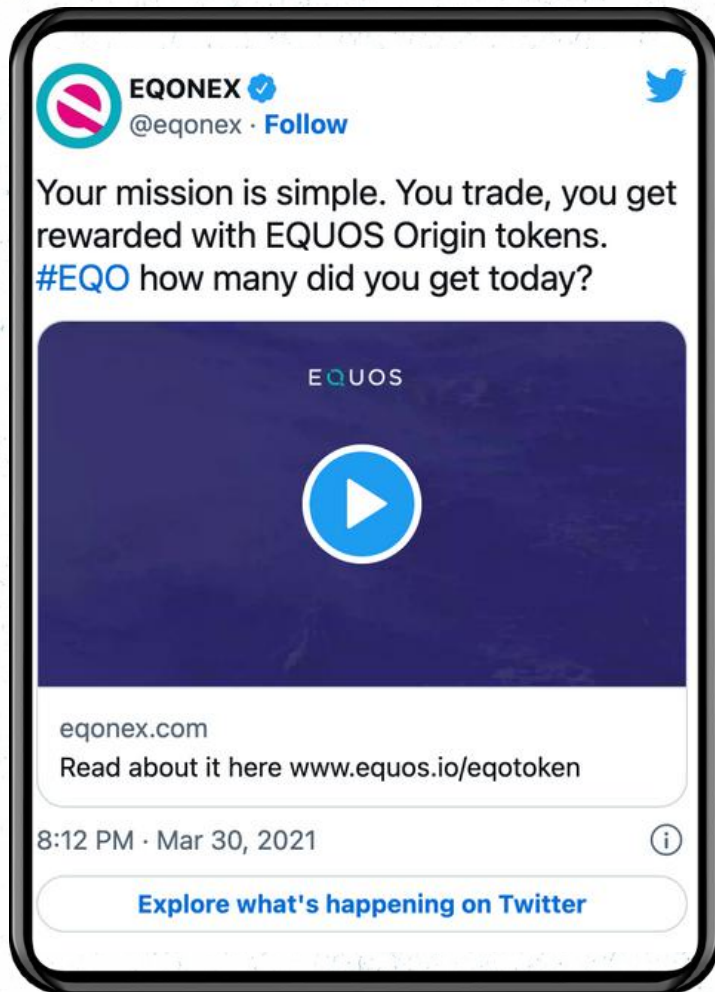 EQONEX
@eqonex · Follow
Your mission is simple. You trade, you get
rewarded with EQUOS Origin tokens.
#EQO how many did you get today?
EQUOS
eqonex.com
Read about it here www.equos.io/eqotoken
8:12 PM · Mar 30, 2021
Explore what's happening on Twitter